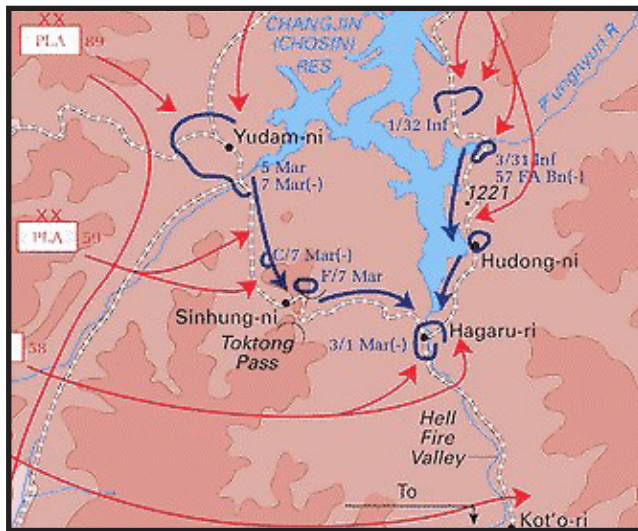 XX
PLA 89
CHANGJIN
(CHOSIN)
RES
Pungnyuri R
1/32 Inf
Yudam-ni
5 Mar
7 Mar(-)
3/31 Inf
57 FA Bn(-)
1221
XX
PLA 59
C/7 Mar(-)
F/7 Mar
Hudong-ni
Sinhung-ni
Toktong
Pass
3/1 Mar(-)
Hagaru-ri
58
Hell
Fire
Valley
To
Kot'o-ri